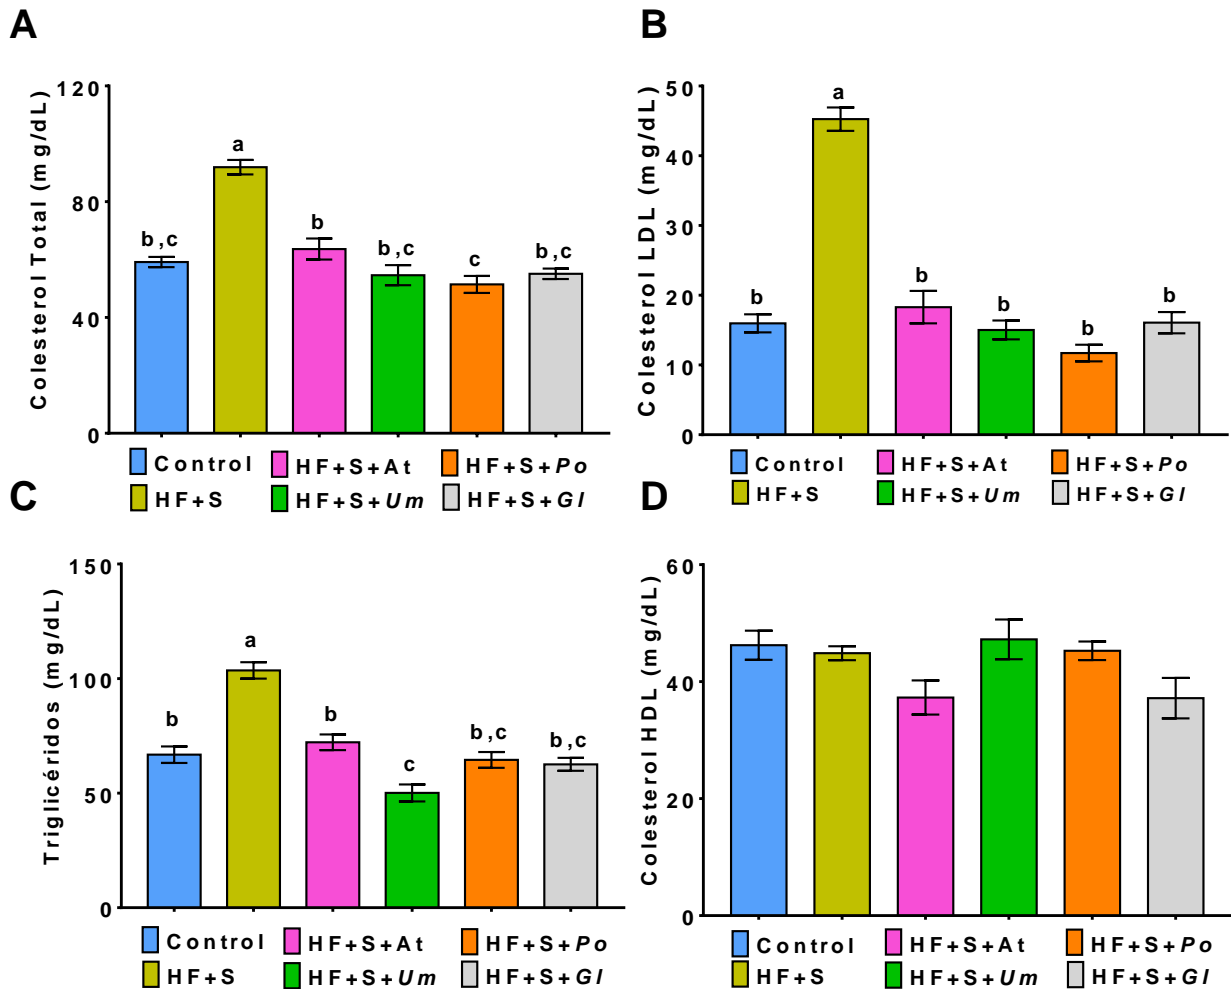 A
Colesterol Total (mg/dL)
120
80
40
0
b,c
a
b
b,c
c
b,c
Control
HF+S+At
HF+S+Po
HF+S
HF+S+Um
HF+S+Gl
B
Colesterol LDL (mg/dL)
50
40
30
20
10
0
b
a
b
b
b
b
Control
HF+S+At
HF+S+Po
HF+S
HF+S+Um
HF+S+Gl
C
Triglicéridos (mg/dL)
150
100
50
0
b
a
b
c
b,c
b,c
Control
HF+S+At
HF+S+Po
HF+S
HF+S+Um
HF+S+Gl
D
Colesterol HDL (mg/dL)
60
40
20
0
Control
HF+S+At
HF+S+Po
HF+S
HF+S+Um
HF+S+Gl